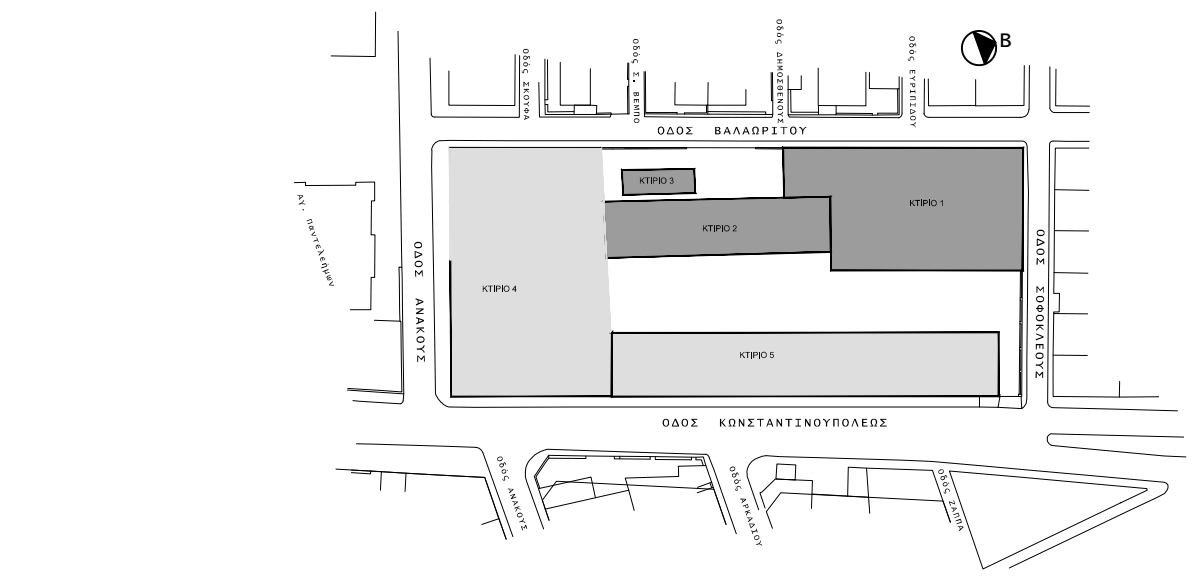 Β
οδός ΣΚΟΥΦΑ
οδός Σ. ΒΕΜΠΟ
οδός ΔΗΜΟΣΘΕΝΟΥΣ
οδός ΕΥΡΙΠΙΔΟΥ
ΟΔΟΣ ΒΑΛΑΩΡΙΤΟΥ
ΚΤΙΡΙΟ 3
ΚΤΙΡΙΟ 1
ΚΤΙΡΙΟ 2
Αγ. Παντελεήμων
ΟΔΟΣ ΑΝΑΚΟΥΣ
ΚΤΙΡΙΟ 4
ΟΔΟΣ ΣΟΦΟΚΛΕΟΥΣ
ΚΤΙΡΙΟ 5
ΟΔΟΣ ΚΩΝΣΤΑΝΤΙΝΟΥΠΟΛΕΩΣ
οδός ΑΝΑΚΟΥΣ
οδός ΑΡΚΑΔΙΟΥ
οδός ΖΑΠΠΑ